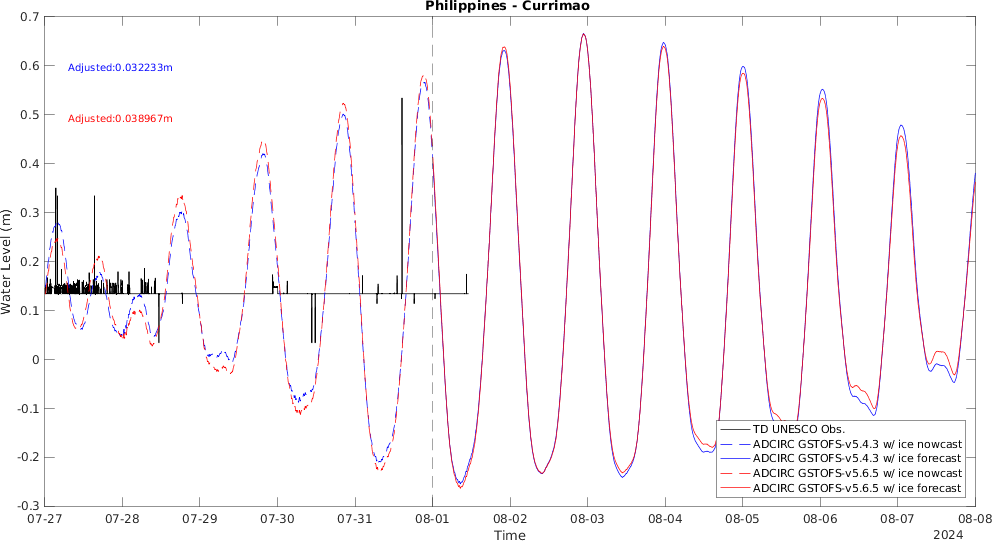 Philippines - Currimao
0.7
0.6
0.5
0.4
0.3
0.2
0.1
0
-0.1
-0.2
-0.3
Water Level (m)
Adjusted:0.032233m
Adjusted:0.038967m
TD UNESCO Obs.
ADCIRC GSTOFS-v5.4.3 w/ ice nowcast
ADCIRC GSTOFS-v5.4.3 w/ ice forecast
ADCIRC GSTOFS-v5.6.5 w/ ice nowcast
ADCIRC GSTOFS-v5.6.5 w/ ice forecast
07-27 07-28 07-29 07-30 07-31 08-01 08-02 08-03 08-04 08-05 08-06 08-07 08-08
Time
2024